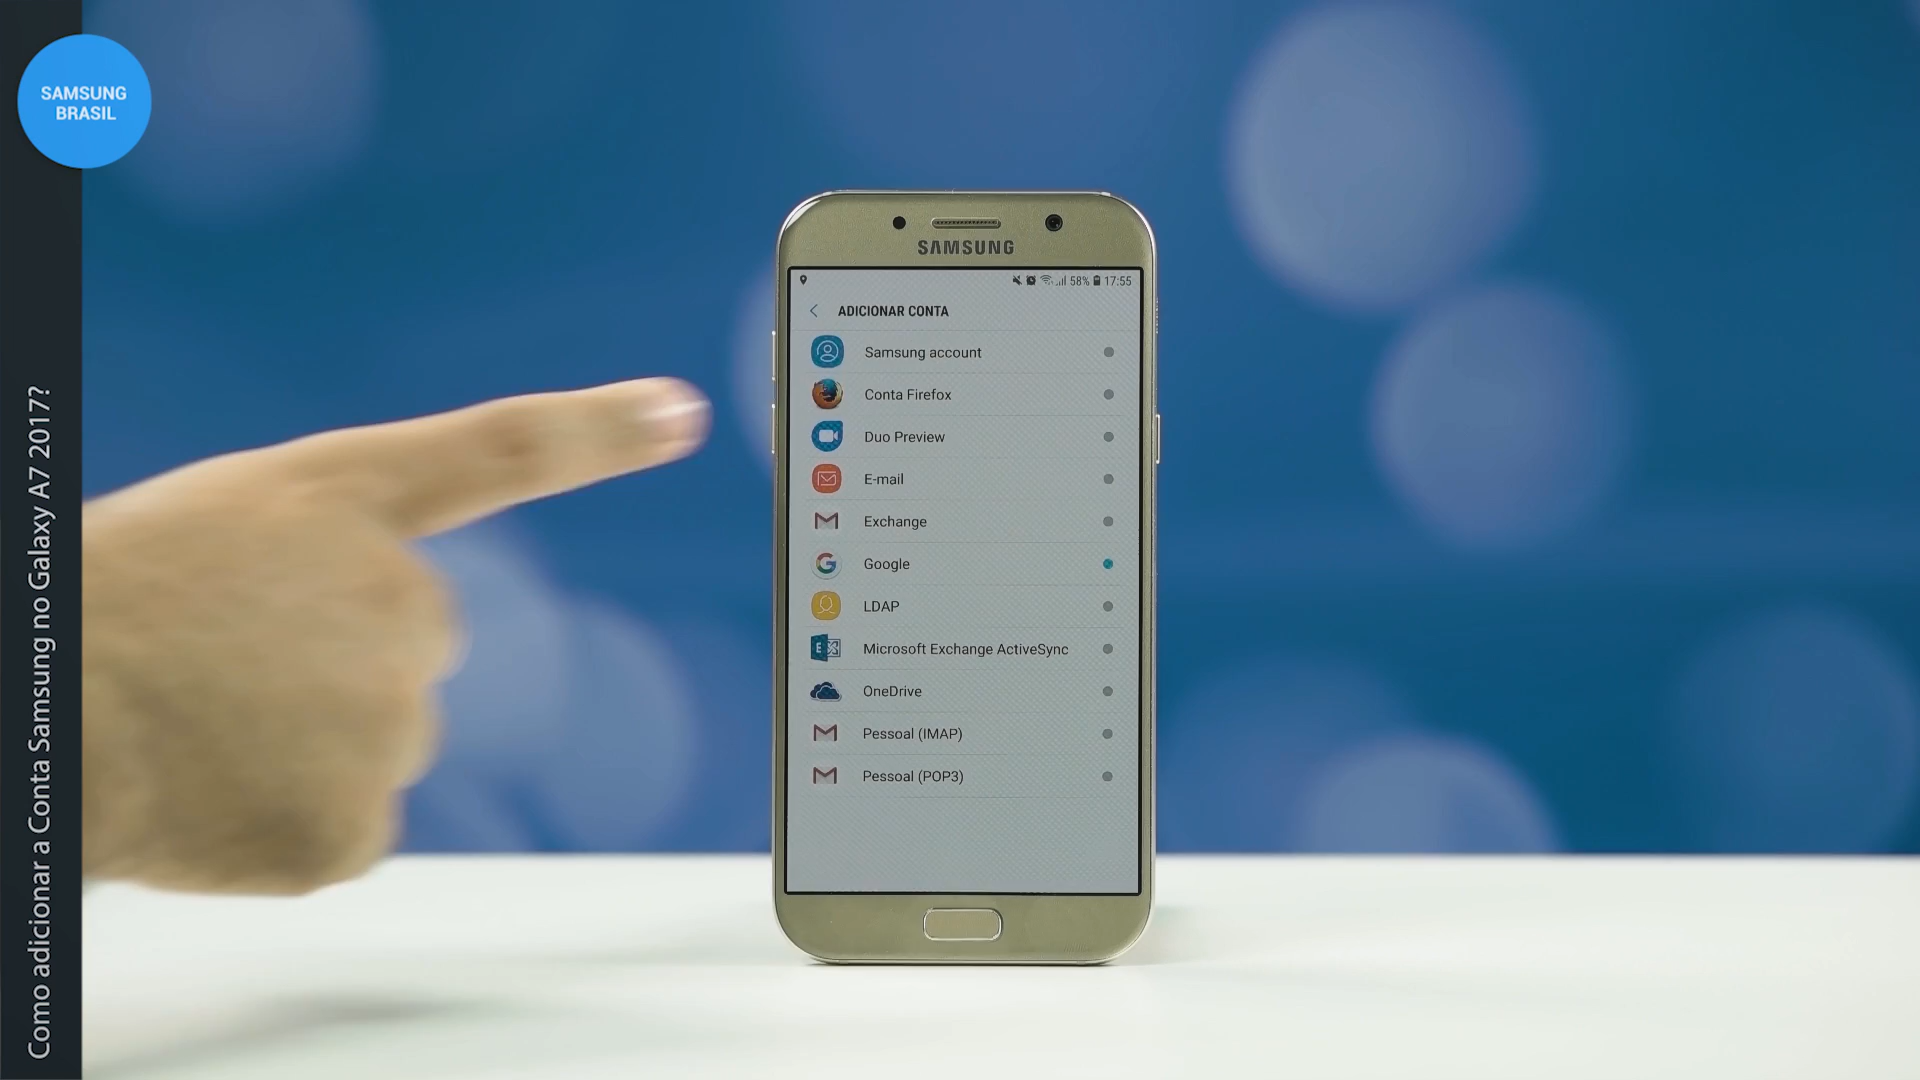 SAMSUNG
BRASIL
Como adicionar a Conta Samsung no Galaxy A7 2017?
SAMSUNG
58% 17:55
ADICIONAR CONTA
Samsung account
Conta Firefox
Duo Preview
E-mail
Exchange
Google
LDAP
Microsoft Exchange ActiveSync
OneDrive
Pessoal (IMAP)
Pessoal (POP3)